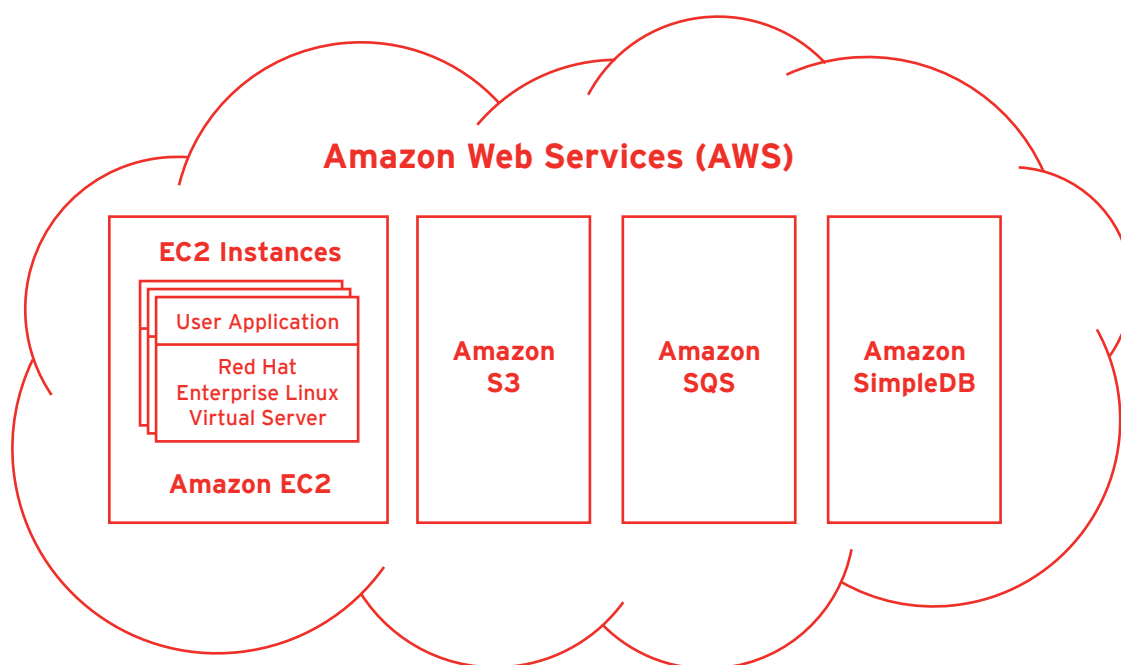 Amazon Web Services (AWS)
EC2 Instances
User Application
Red Hat
Enterprise Linux
Virtual Server
Amazon EC2
Amazon
S3
Amazon
SQS
Amazon
SimpleDB